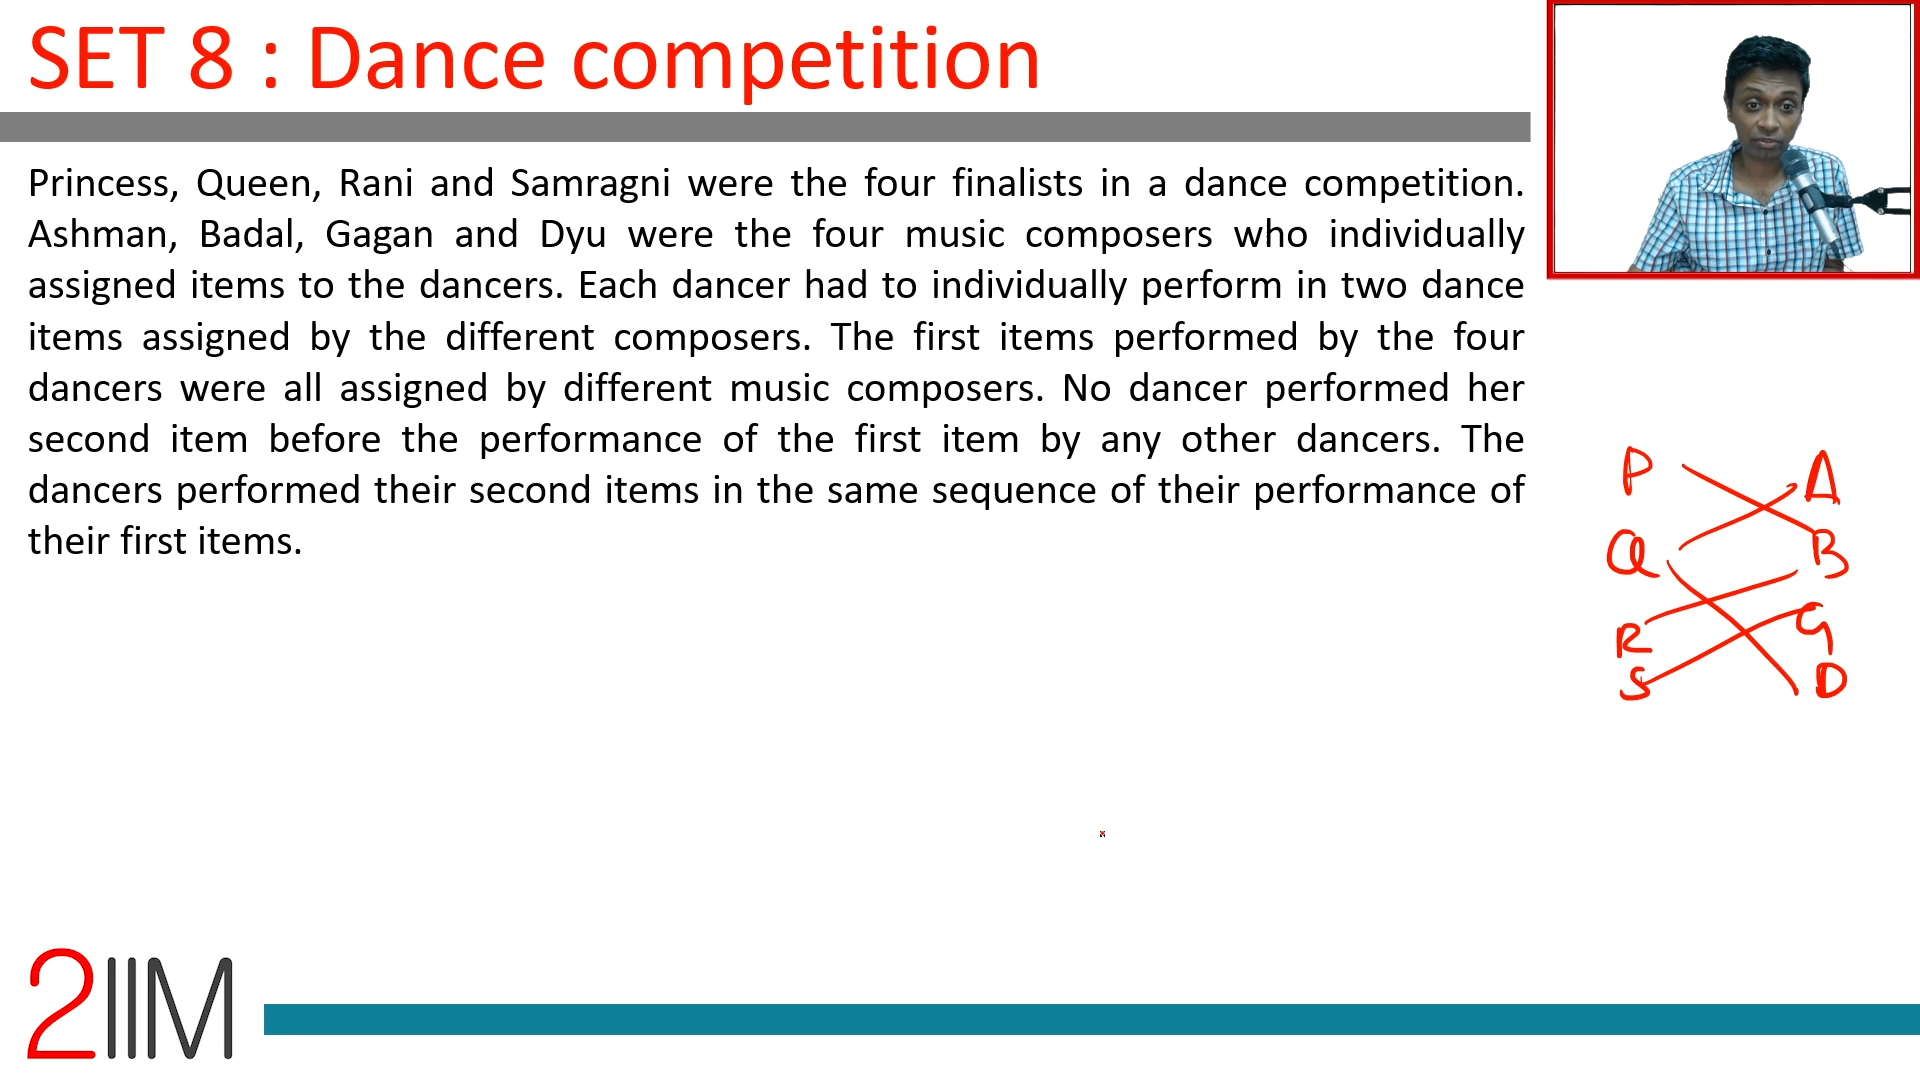 SET 8 : Dance competition
Princess, Queen, Rani and Samragni were the four finalists in a dance competition.
Ashman, Badal, Gagan and Dyu were the four music composers who individually
assigned items to the dancers. Each dancer had to individually perform in two dance
items assigned by the different composers. The first items performed by the four
dancers were all assigned by different music composers. No dancer performed her
second item before the performance of the first item by any other dancers. The
dancers performed their second items in the same sequence of their performance of
their first items.
P A
Q B
R G
S D
2IIM